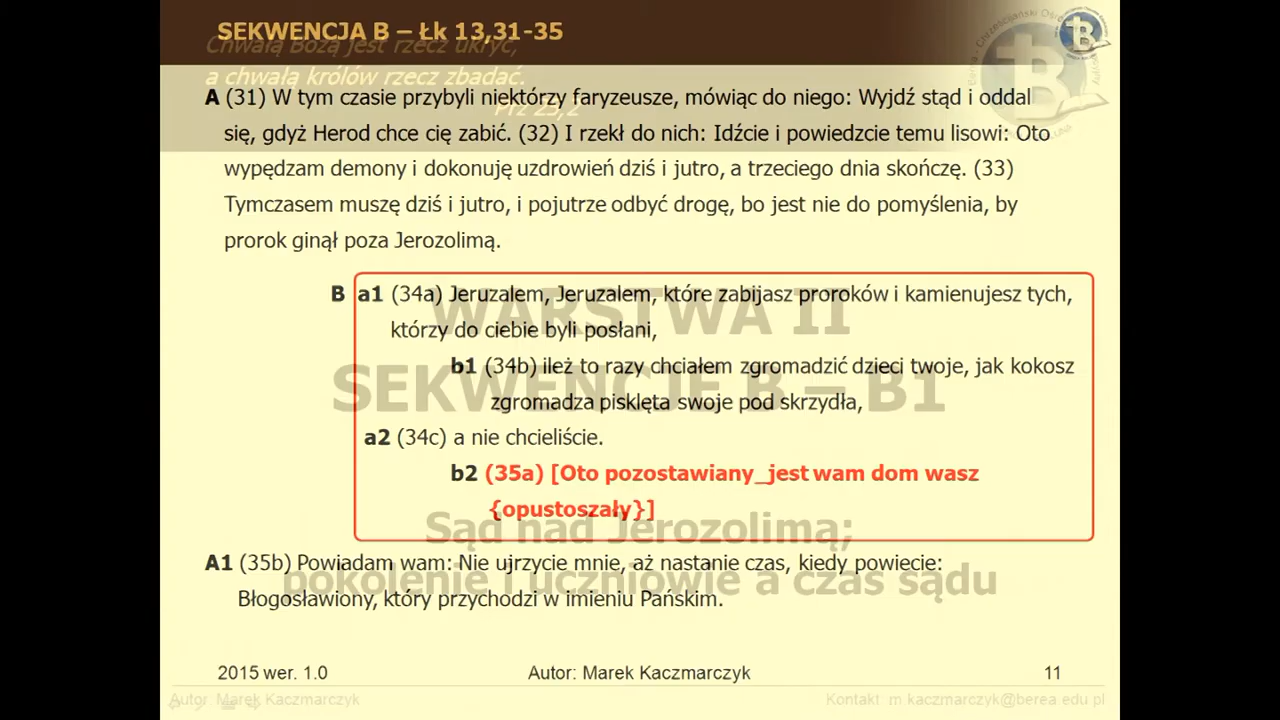 SEKWENCJA B – Łk 13,31-35
Chwałą Bożą jest rzecz ukryć,
a chwałą królów rzecz zbadać.
Prz 25,2
A (31) W tym czasie przybyli niektórzy faryzeusze, mówiąc do niego: Wyjdź stąd i oddal
się, gdyż Herod chce cię zabić. (32) I rzekł do nich: Idźcie i powiedzcie temu lisowi: Oto
wypędzam demony i dokonuję uzdrowień dziś i jutro, a trzeciego dnia skończę. (33)
Tymczasem muszę dziś i jutro, i pojutrze odbyć drogę, bo jest nie do pomyślenia, by
prorok ginął poza Jerozolimą.
B a1 (34a) Jeruzalem, Jeruzalem, które zabijasz proroków i kamienujesz tych,
którzy do ciebie byli posłani,
WARSTWA II
b1 (34b) ileż to razy chciałem zgromadzić dzieci twoje, jak kokosz
zgromadza pisklęta swoje pod skrzydła,
SEKWENCJE B – B1
a2 (34c) a nie chcieliście.
b2 (35a) [Oto pozostawiany_jest wam dom wasz
{opustoszały}]
Sąd nad Jerozolimą;
A1 (35b) Powiadam wam: Nie ujrzycie mnie, aż nastanie czas, kiedy powiecie:
pokolenie i uczniowie a czas sądu
Błogosławiony, który przychodzi w imieniu Pańskim.
2015 wer. 1.0 Autor: Marek Kaczmarczyk 11
Autor: Marek Kaczmarczyk Kontakt: m.kaczmarczyk@berea.edu.pl